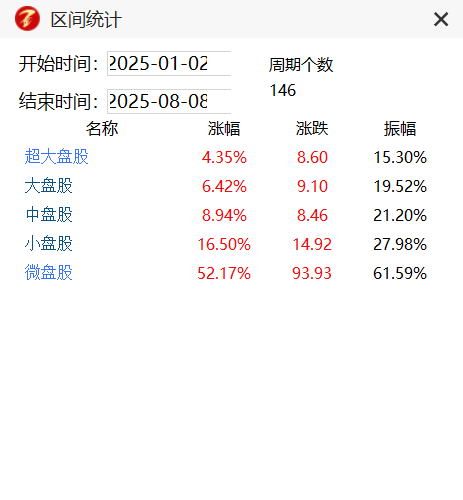 区间统计
开始时间: 2025-01-02 周期个数
146
结束时间: 2025-08-08
名称 涨幅 涨跌 振幅
超大盘股 4.35% 8.60 15.30%
大盘股 6.42% 9.10 19.52%
中盘股 8.94% 8.46 21.20%
小盘股 16.50% 14.92 27.98%
微盘股 52.17% 93.93 61.59%